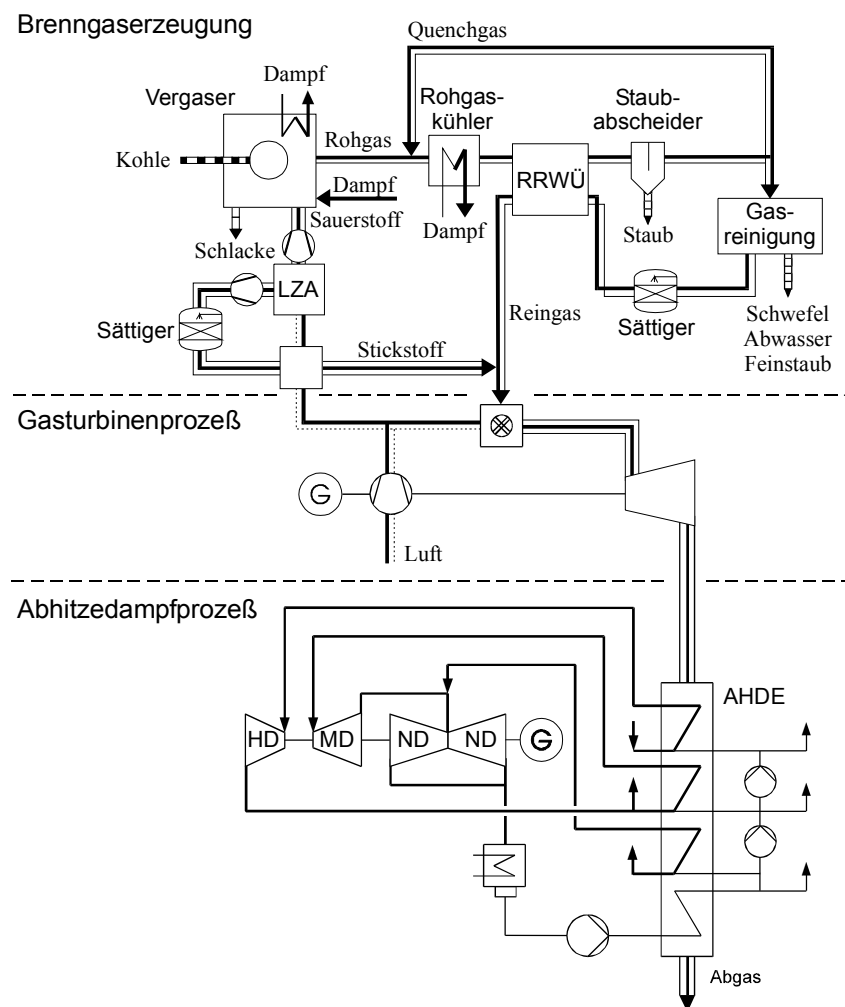 Brenngaserzeugung
Quenchgas
Dampf
Vergaser
Rohgas-
kühler
Staub-
abscheider
Rohgas
Kohle
RRWÜ
Dampf
Sauerstoff
Dampf
Staub
Gas-
reinigung
Schlacke
LZA
Sättiger
Sättiger
Reingas
Schwefel
Abwasser
Feinstaub
Stickstoff
Gasturbinenprozeß
G
Luft
Abhitzedampfprozeß
AHDE
HD
MD
ND
ND
G
Abgas